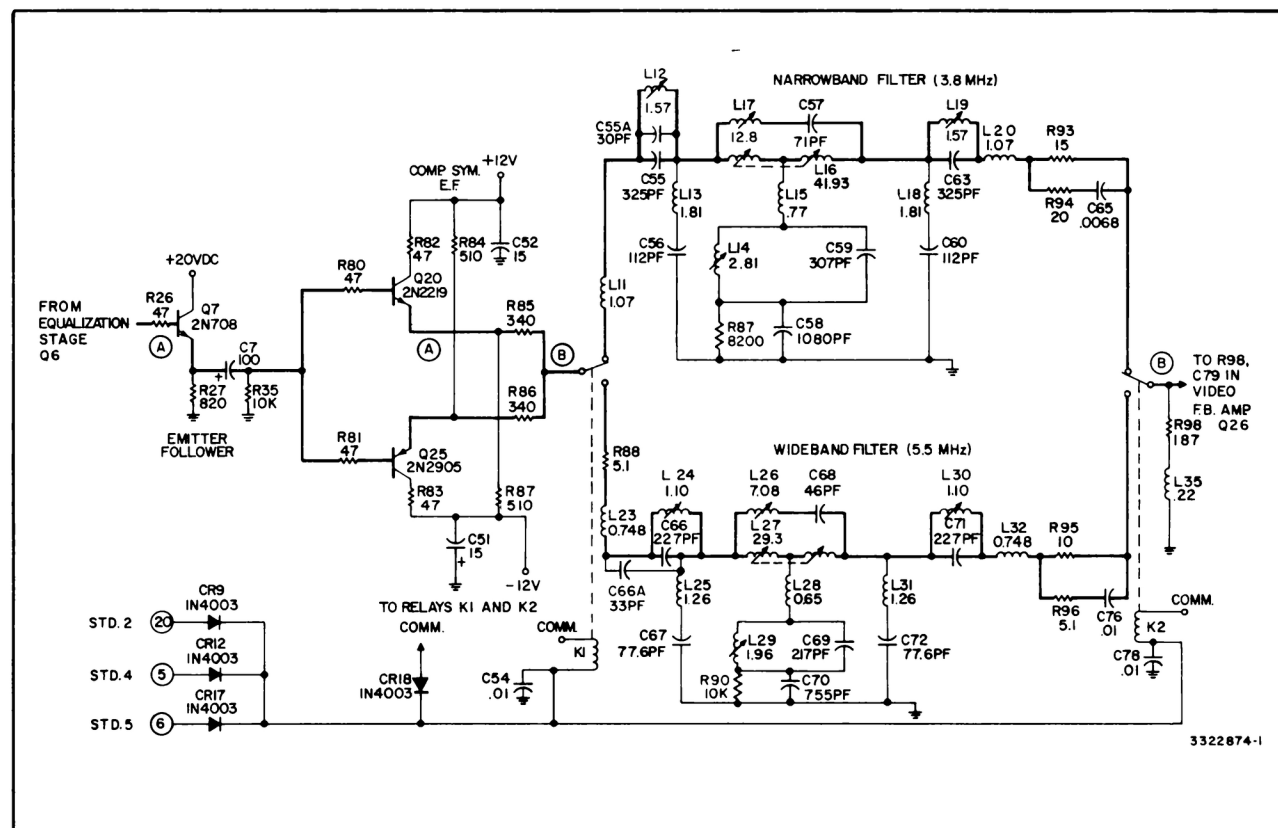 L12
1.57
NARROWBAND FILTER (3.8 MHz)
C55A
30PF
C55
325PF
L17
12.8
C57
71PF
L16
41.93
L19
1.57
C63
325PF
L20
1.07
R93
15
R94
20
C65
.0068
L13
1.81
C56
112PF
L15
.77
L14
2.81
C59
307PF
R87
8200
C58
1080PF
L18
1.81
C60
112PF
L11
1.07
COMP SYM.
E.F.
+12V
R82
47
R84
510
C52
15
+20VDC
R80
47
Q20
2N2219
FROM
EQUALIZATION
STAGE
Q6
R26
47
A
Q7
2N708
C7
100
+
R27
820
R35
10K
EMITTER
FOLLOWER
A
R85
340
B
R86
340
R81
47
Q25
2N2905
R83
47
R87
510
C51
15
+
-12V
B
TO R98,
C79 IN
VIDEO
F.B. AMP
Q26
R98
187
L35
.22
WIDEBAND FILTER (5.5 MHz)
R88
5.1
L23
0.748
L 24
1.10
C66
227PF
C66A
33PF
L26
7.08
C68
46PF
L27
29.3
L30
1.10
C71
227PF
L32
0.748
R95
10
R96
5.1
C76
.01
L25
1.26
C67
77.6PF
L28
0.65
L29
1.96
C69
217PF
R90
10K
C70
755PF
L31
1.26
C72
77.6PF
TO RELAYS K1 AND K2
COMM.
CR18
1N4003
COMM.
K1
C54
.01
COMM.
K2
C78
.01
CR9
1N4003
STD. 2
20
CR12
1N4003
STD.4
5
CR17
1N4003
STD.5
6
3322874-1